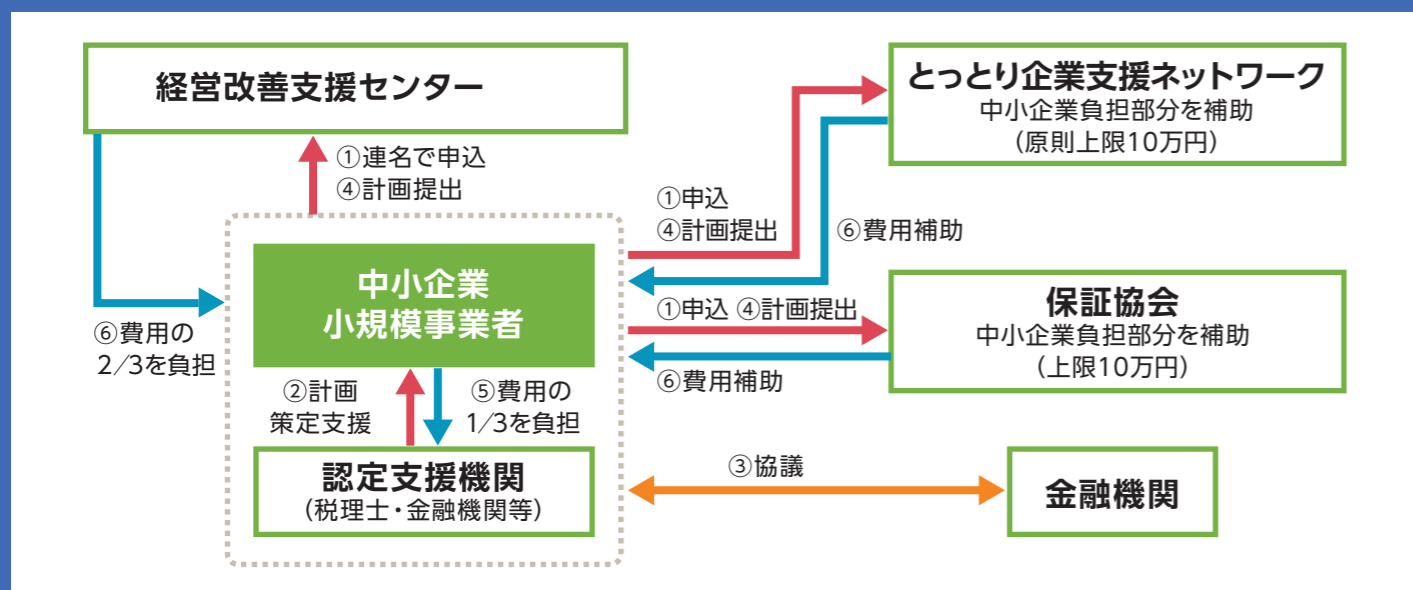 経営改善支援センター
①連名で申込
④計画提出
とっとり企業支援ネットワーク
中小企業負担部分を補助
(原則上限10万円)
①申込
④計画提出
⑥費用補助
中小企業
小規模事業者
①申込 ④計画提出
⑥費用補助
保証協会
中小企業負担部分を補助
(上限10万円)
⑥費用の
2/3を負担
②計画
策定支援
⑤費用の
1/3を負担
認定支援機関
(税理士・金融機関等)
③協議
金融機関